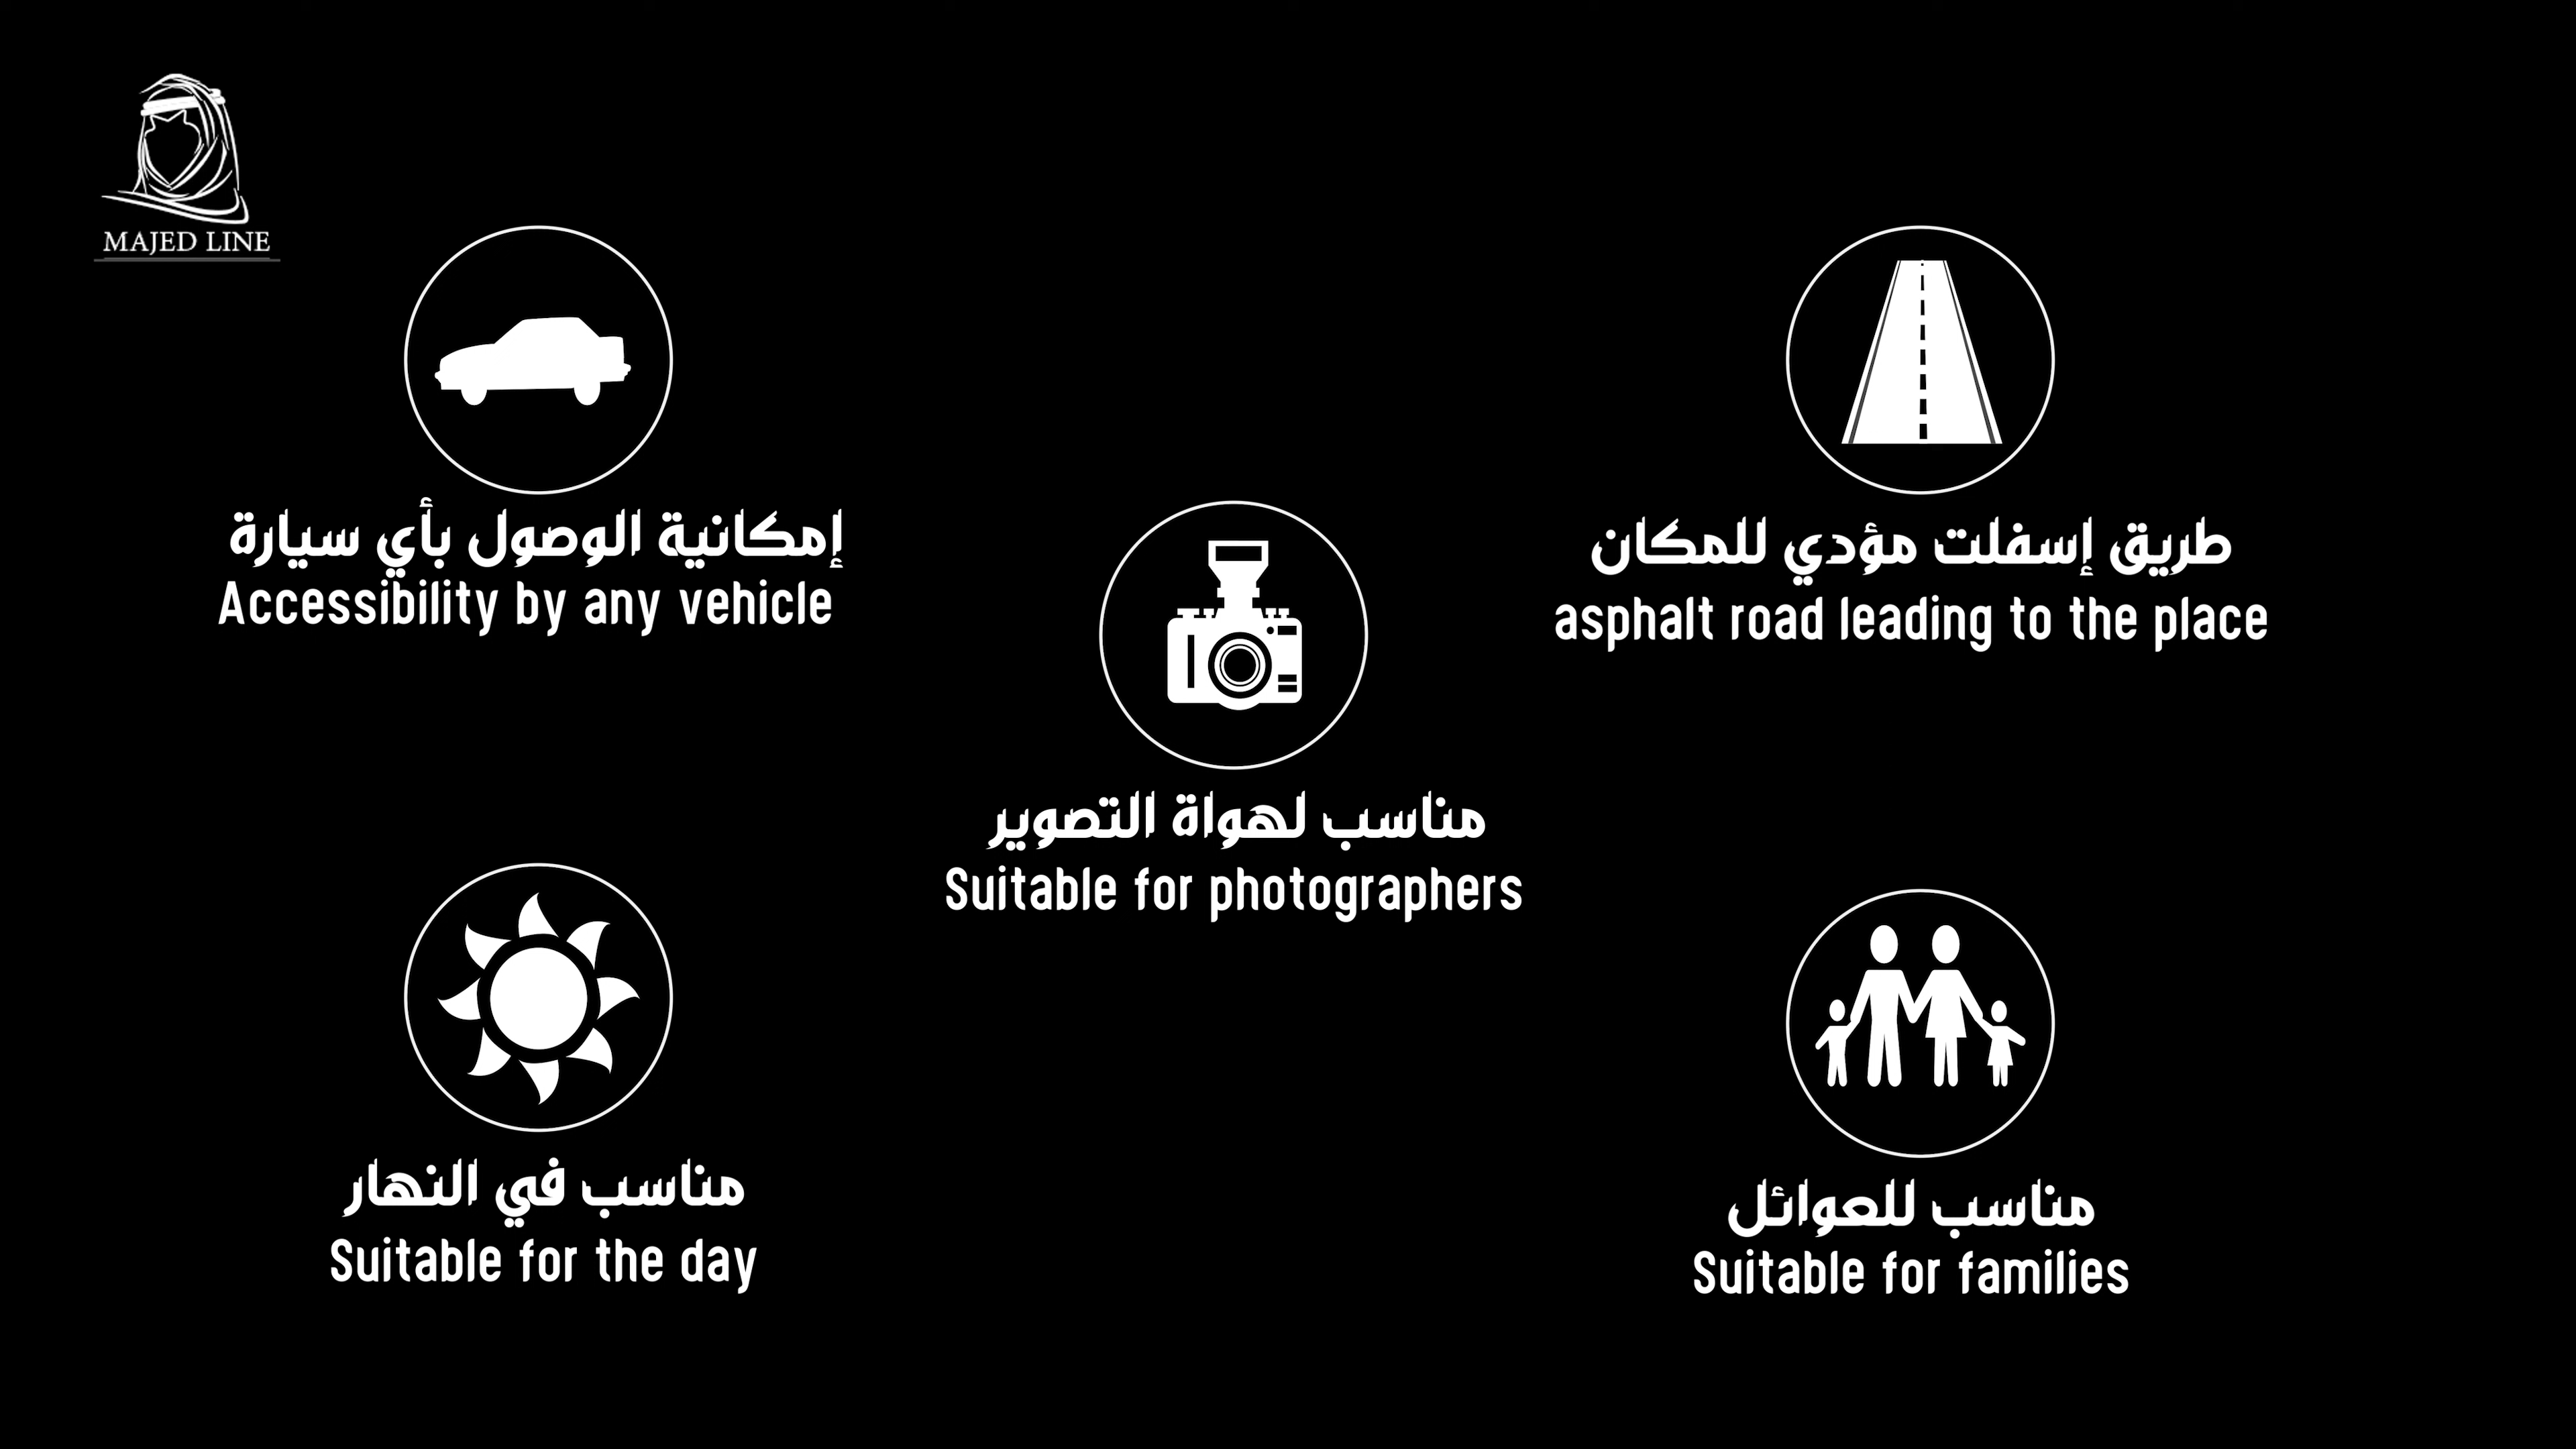 MAJED LINE
إمكانية الوصول بأي سيارة
Accessibility by any vehicle
طريق إسفلت مؤدي للمكان
asphalt road leading to the place
مناسب لهواة التصوير
Suitable for photographers
مناسب في النهار
Suitable for the day
مناسب للعوائل
Suitable for families